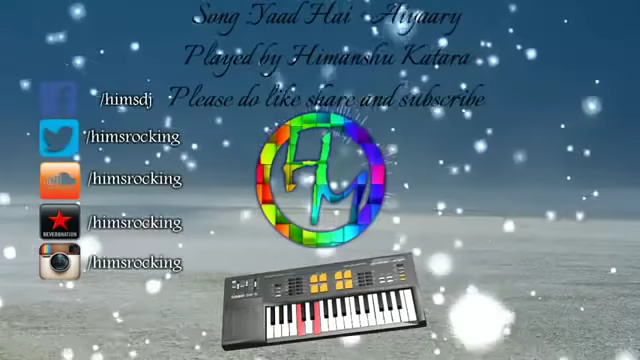 Song Yaad Hai - Aiyaary
Played by Himanshu Katara
Please do like share and subscribe
/himsdj
/himsrocking
/himsrocking
/himsrocking
REVERBNATION
/himsrocking